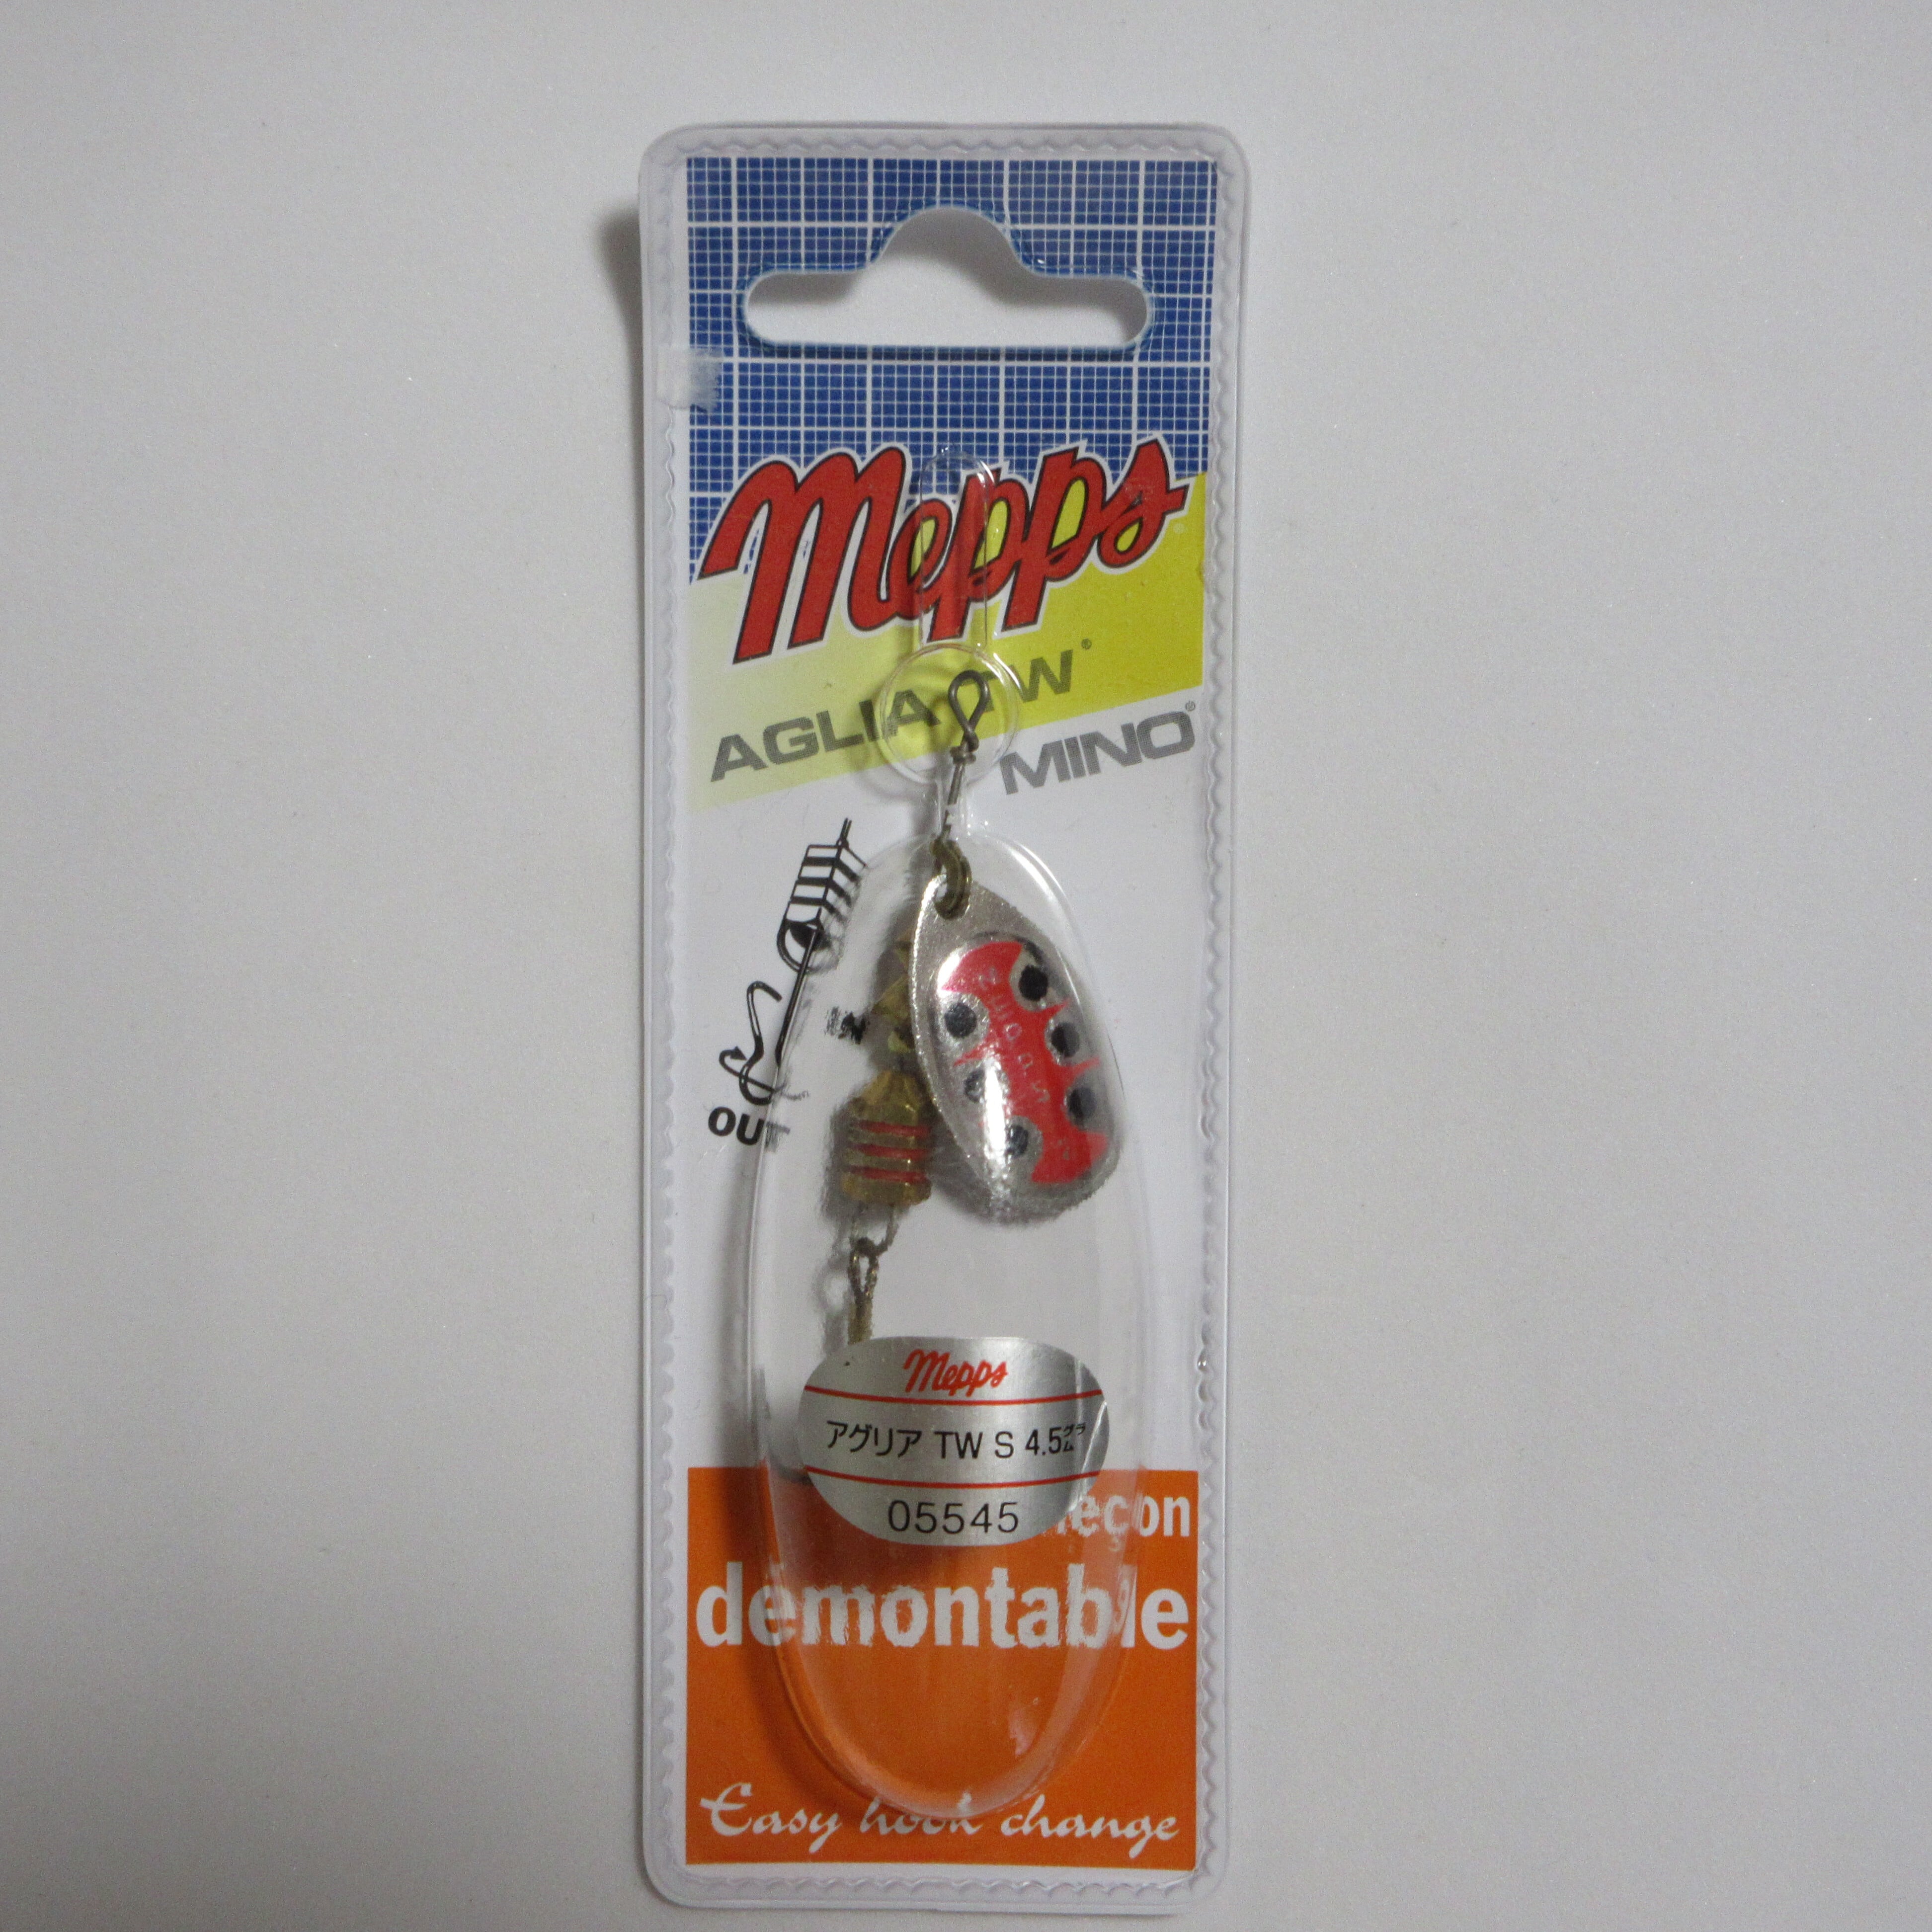 Mepps
AGLIA TW®
MINO®
OUT
Mepps
アグリア TW S 4.5グラム
05545
demontable
Easy hook change